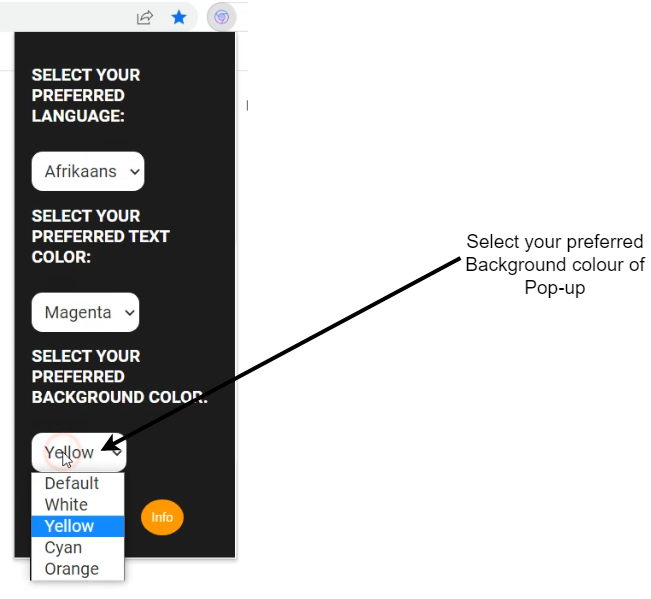 SELECT YOUR
PREFERRED
LANGUAGE:
Afrikaans
SELECT YOUR
PREFERRED TEXT
COLOR:
Magenta
SELECT YOUR
PREFERRED
BACKGROUND COLOR:
Yellow
Default
White
Yellow
Cyan
Orange
Info
Select your preferred
Background colour of
Pop-up